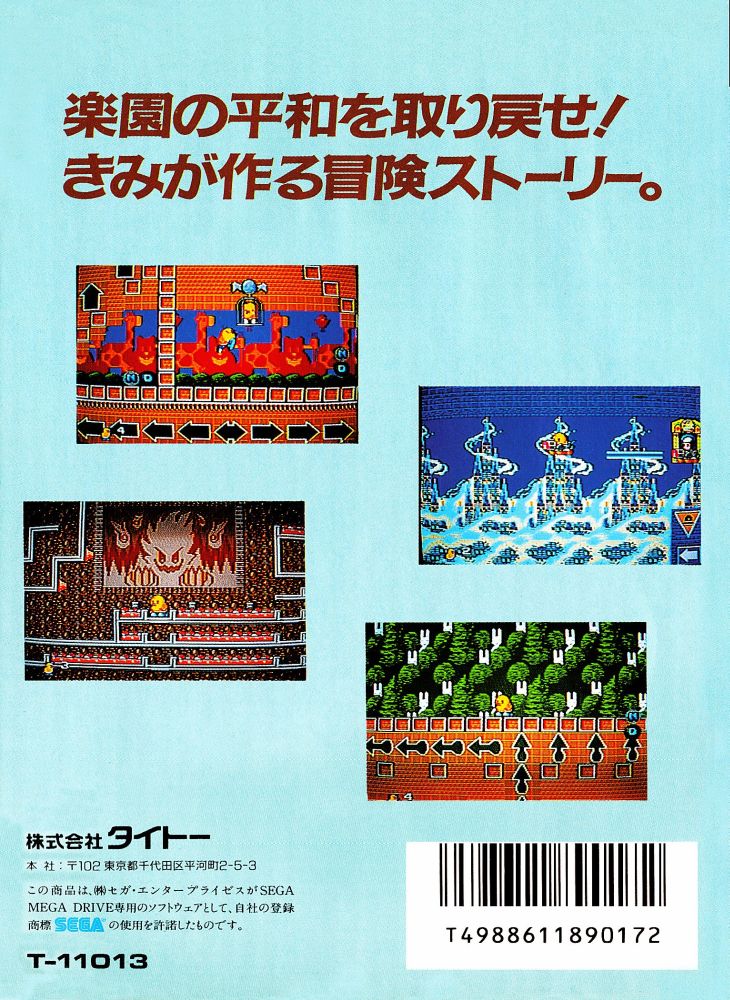 楽園の平和を取り戻せ!
きみが作る冒険ストーリー。
4
3
4
株式会社タイトー
本 社:〒102 東京都千代田区平河町2-5-3
この商品は、㈱セガ・エンタープライゼスがSEGA
MEGA DRIVE専用のソフトウェアとして、自社の登録
商標 SEGA® の使用を許諾したものです。
T-11013
T4988611890172